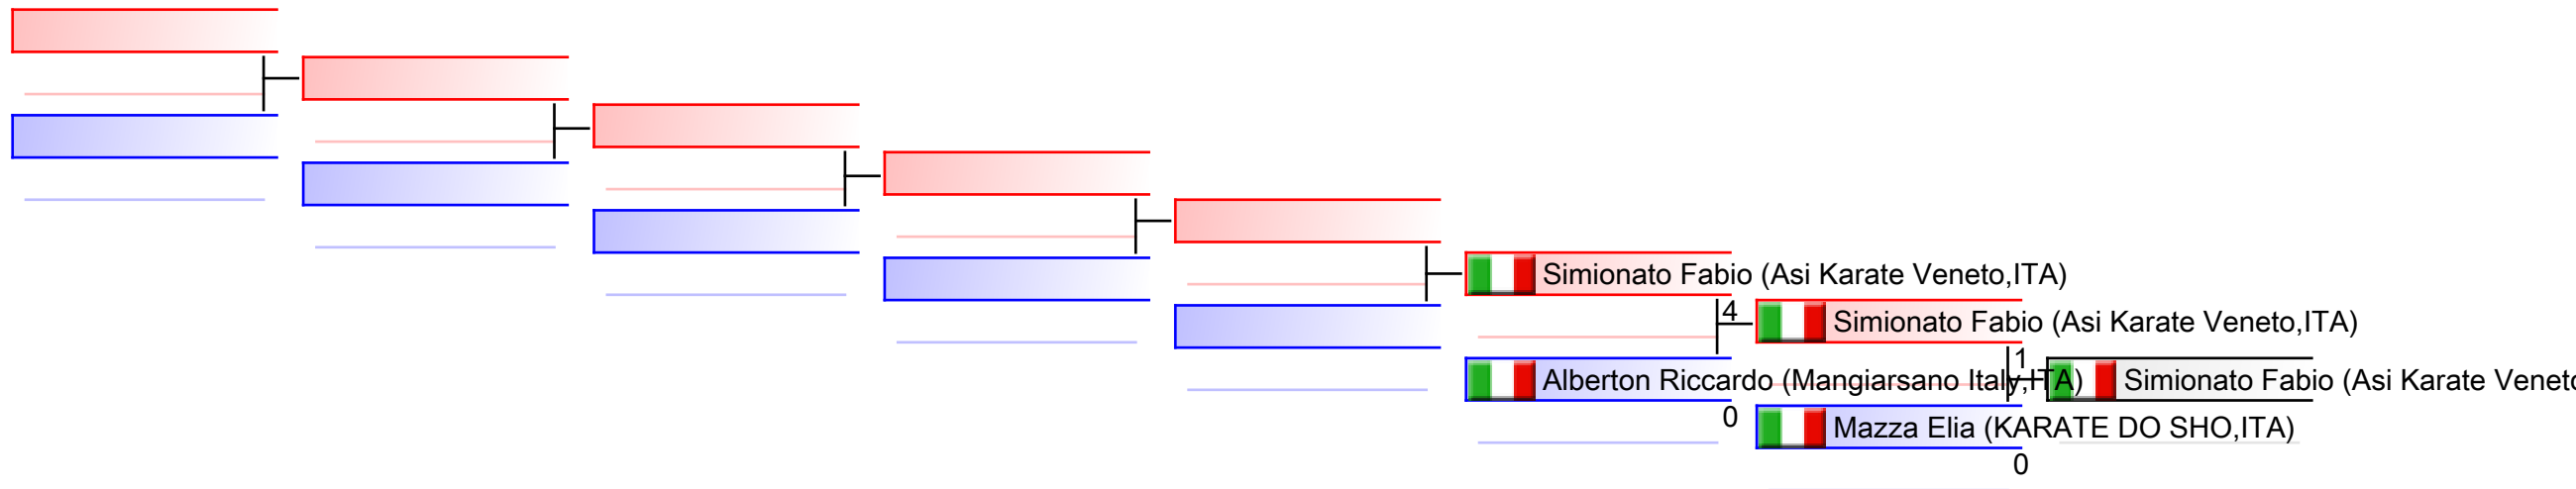 Simionato Fabio (Asi Karate Veneto,ITA)
4
Simionato Fabio (Asi Karate Veneto,ITA)
1
Alberton Riccardo (Mangiarsano Italy,ITA)
Simionato Fabio (Asi Karate Veneto
0
Mazza Elia (KARATE DO SHO,ITA)
0